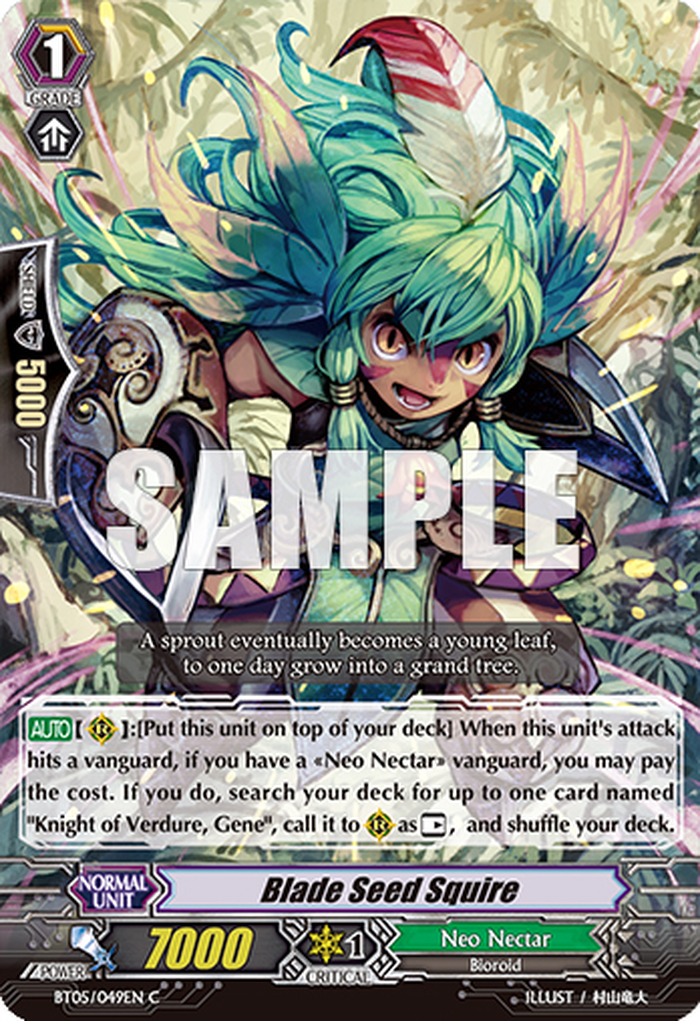 1
GRADE
SHIELD
5000
SAMPLE
A sprout eventually becomes a young leaf,
to one day grow into a grand tree.
AUTO [ R ]:[Put this unit on top of your deck] When this unit's attack
hits a vanguard, if you have a «Neo Nectar» vanguard, you may pay
the cost. If you do, search your deck for up to one card named
"Knight of Verdure, Gene", call it to R as , and shuffle your deck.
NORMAL
UNIT
Blade Seed Squire
POWER 7000
1
CRITICAL
Neo Nectar
Bioroid
BT05/049EN C
ILLUST / 村山竜大